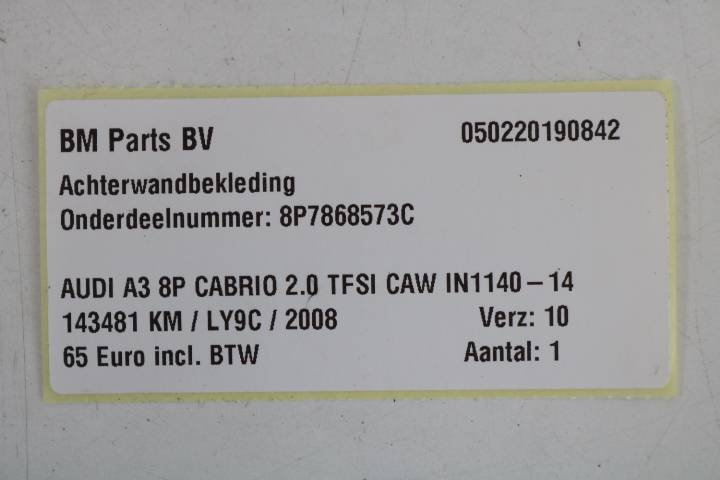 BM Parts BV 050220190842
Achterwandbekleding
Onderdeelnummer: 8P7868573C
AUDI A3 8P CABRIO 2.0 TFSI CAW IN1140-14
143481 KM / LY9C / 2008 Verz: 10
65 Euro incl. BTW Aantal: 1